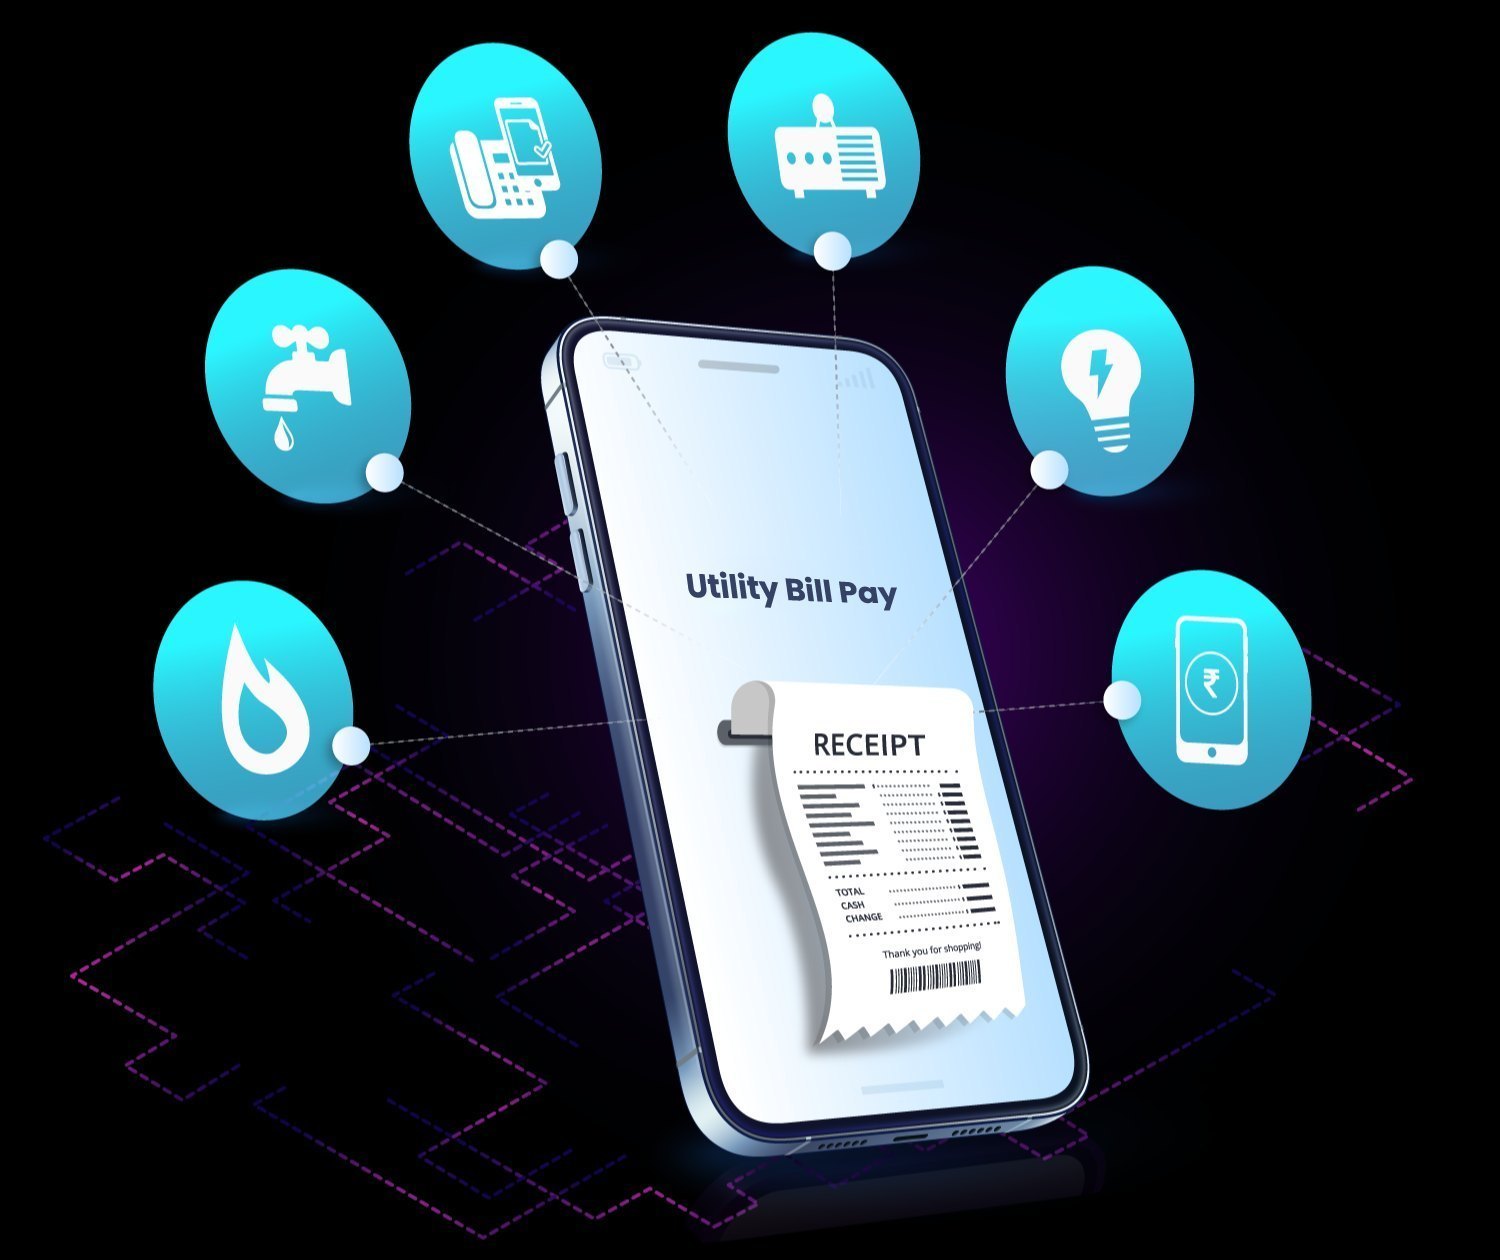 Utility Bill Pay
₹
RECEIPT
TOTAL
CASH
CHANGE
Thank you for shopping!